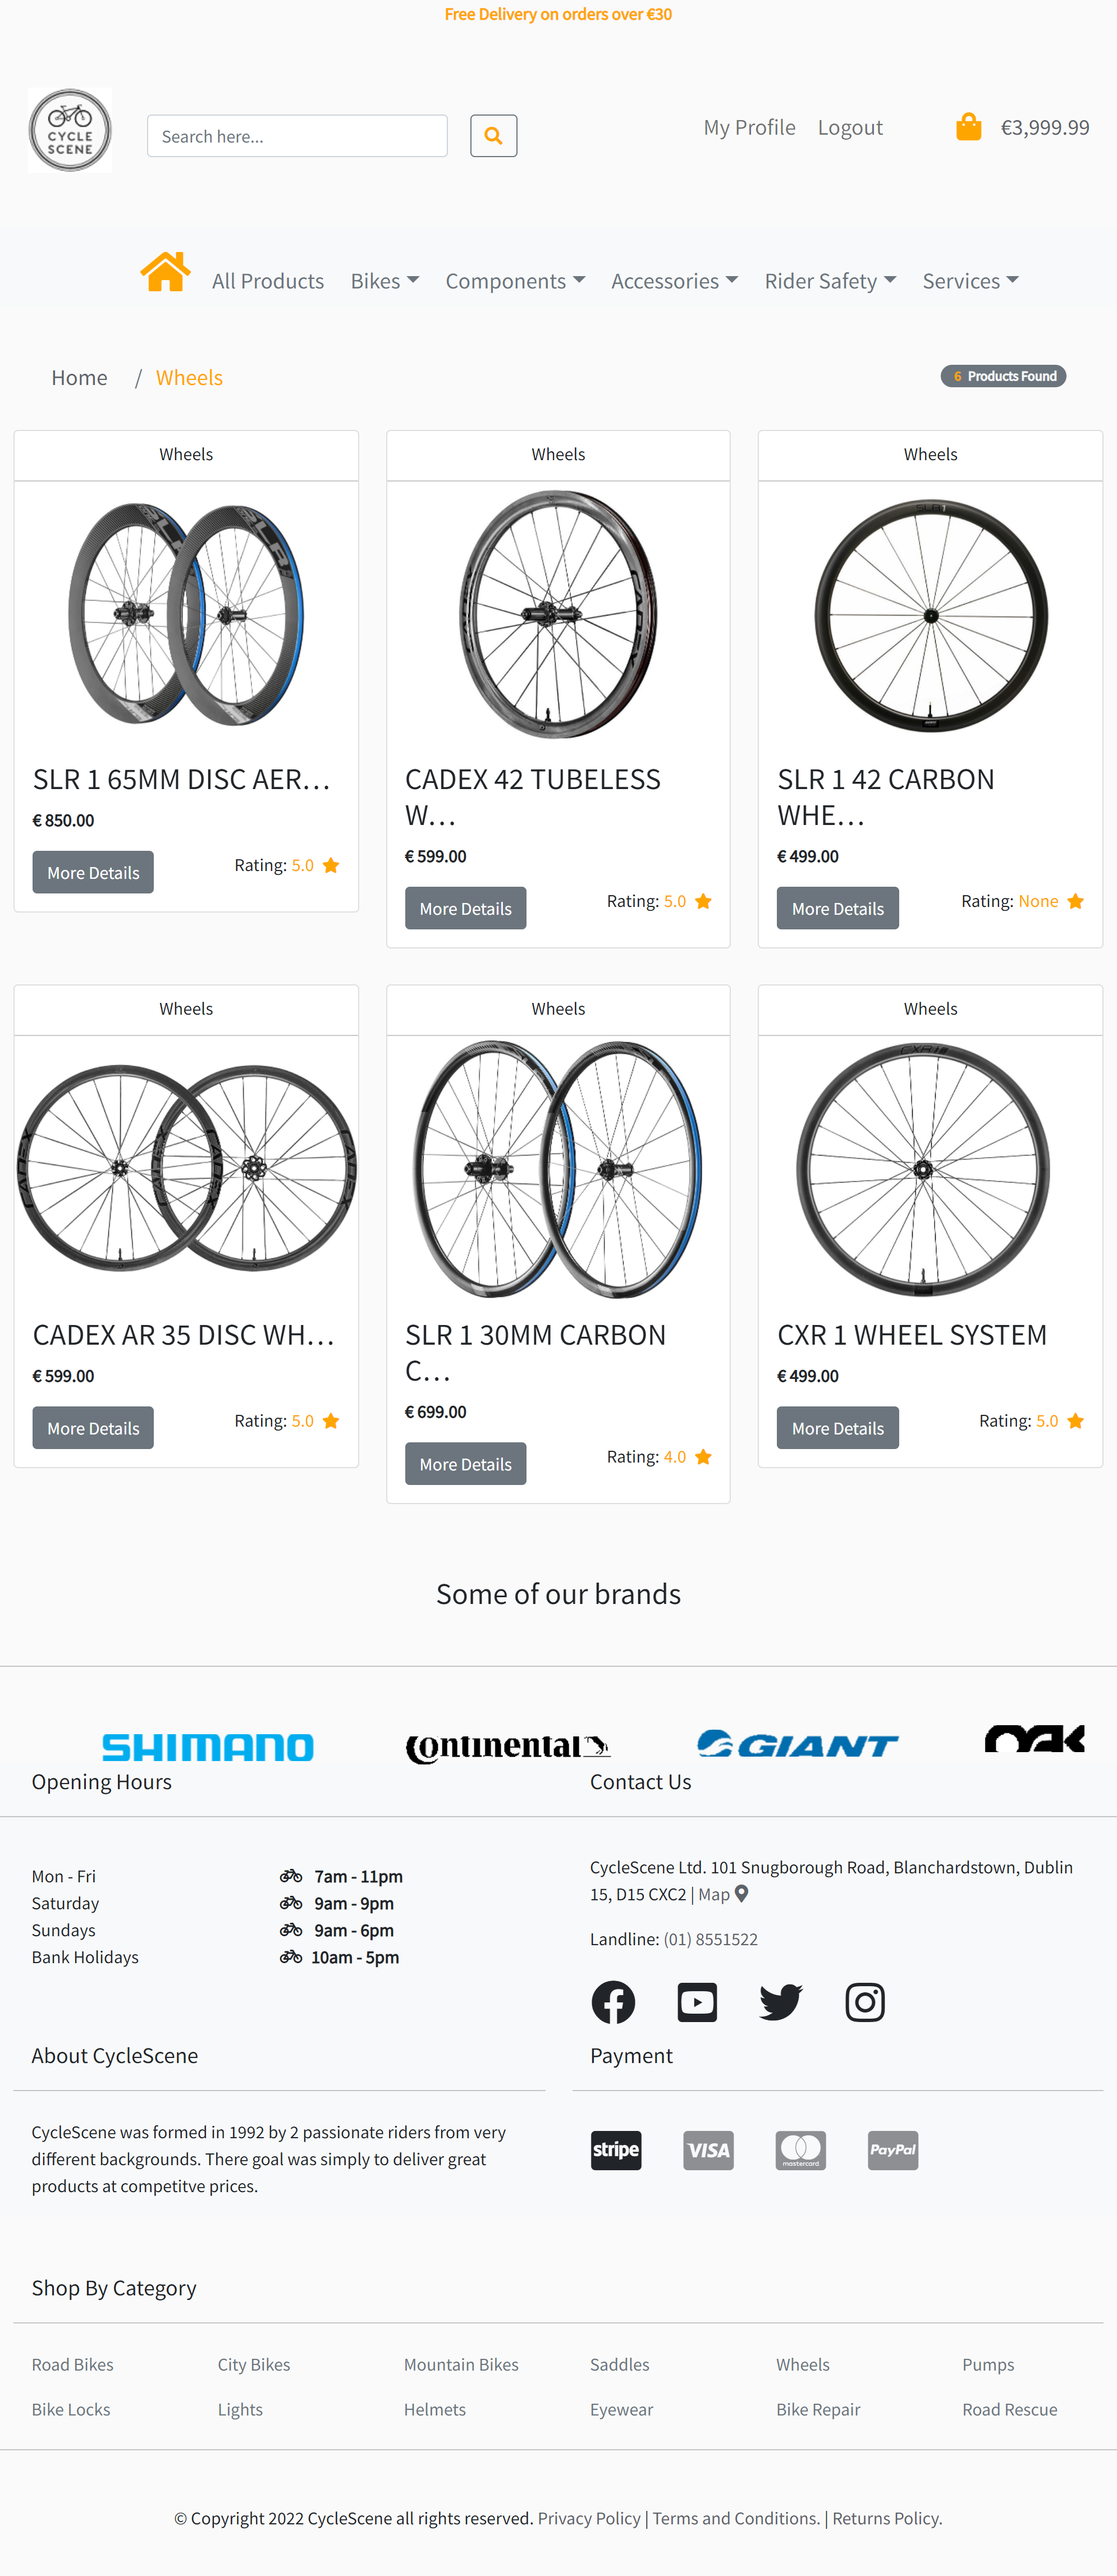 Free Delivery on orders over €30
CYCLE
SCENE
Search here...
My Profile
Logout
€3,999.99
All Products
Bikes
Components
Accessories
Rider Safety
Services
Home / Wheels
6 Products Found
Wheels
Wheels
Wheels
SLR
SLR 1
SLR 1 65MM DISC AER…
€ 850.00
More Details
Rating: 5.0
CADEX 42 TUBELESS
W…
€ 599.00
More Details
Rating: 5.0
SLR 1 42 CARBON
WHE…
€ 499.00
More Details
Rating: None
Wheels
Wheels
Wheels
CADEX
CADEX
CXR 1
CADEX AR 35 DISC WH…
€ 599.00
More Details
Rating: 5.0
SLR 1 30MM CARBON
C…
€ 699.00
More Details
Rating: 4.0
CXR 1 WHEEL SYSTEM
€ 499.00
More Details
Rating: 5.0
Some of our brands
SHIMANO
Continental
GIANT
Opening Hours
Mon - Fri 7am - 11pm
Saturday 9am - 9pm
Sundays 9am - 6pm
Bank Holidays 10am - 5pm
Contact Us
CycleScene Ltd. 101 Snugborough Road, Blanchardstown, Dublin
15, D15 CXC2 | Map
Landline: (01) 8551522
About CycleScene
CycleScene was formed in 1992 by 2 passionate riders from very
different backgrounds. There goal was simply to deliver great
products at competitve prices.
Payment
stripe
VISA
mastercard
PayPal
Shop By Category
Road Bikes
City Bikes
Mountain Bikes
Saddles
Wheels
Pumps
Bike Locks
Lights
Helmets
Eyewear
Bike Repair
Road Rescue
© Copyright 2022 CycleScene all rights reserved. Privacy Policy | Terms and Conditions. | Returns Policy.